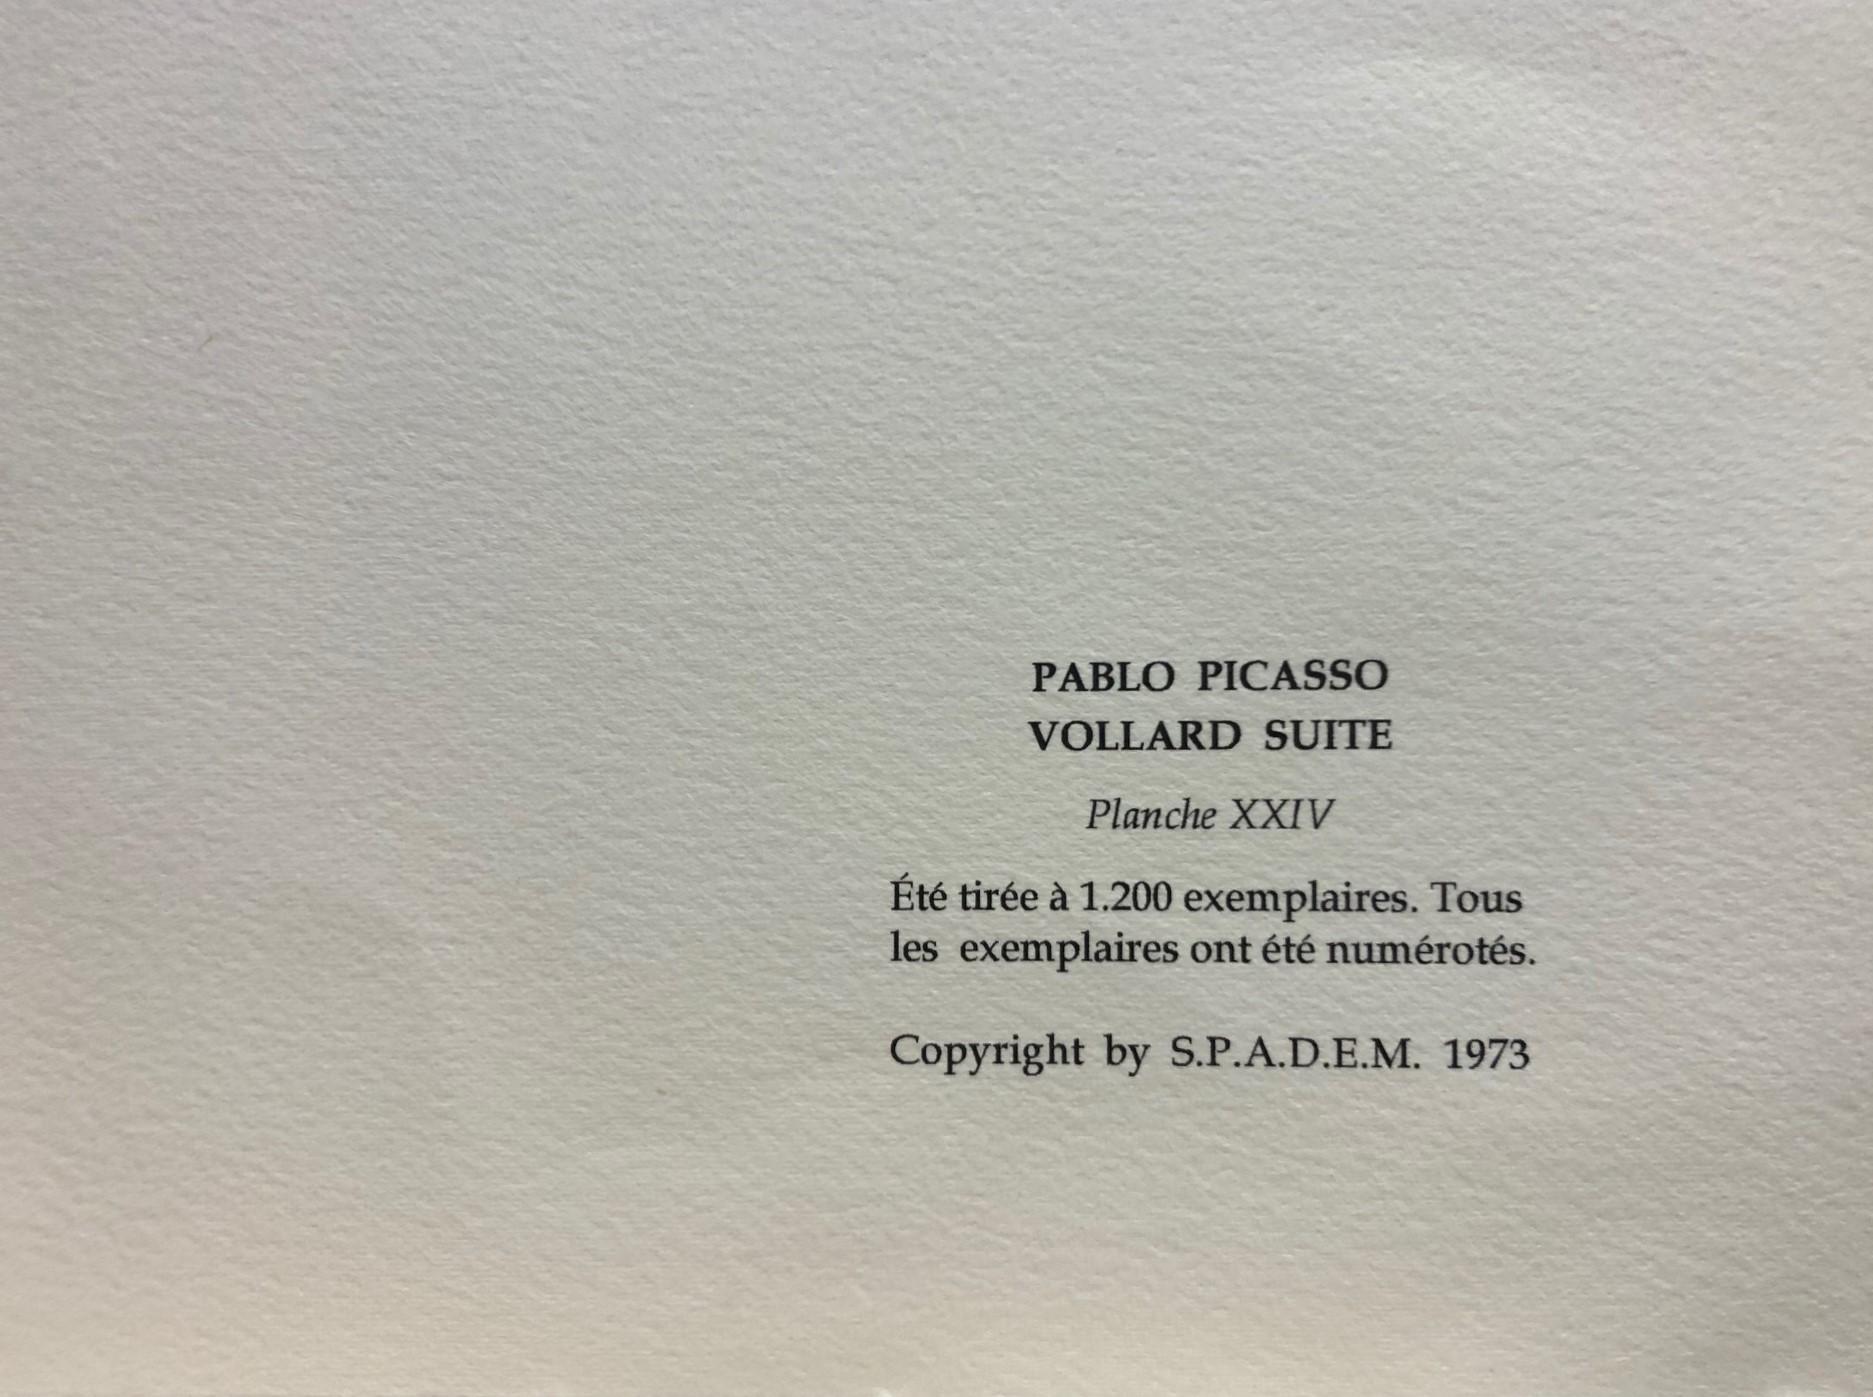 PABLO PICASSO
VOLLARD SUITE
Planche XXIV
Été tirée à 1.200 exemplaires. Tous
les exemplaires ont été numérotés.
Copyright by S.P.A.D.E.M. 1973